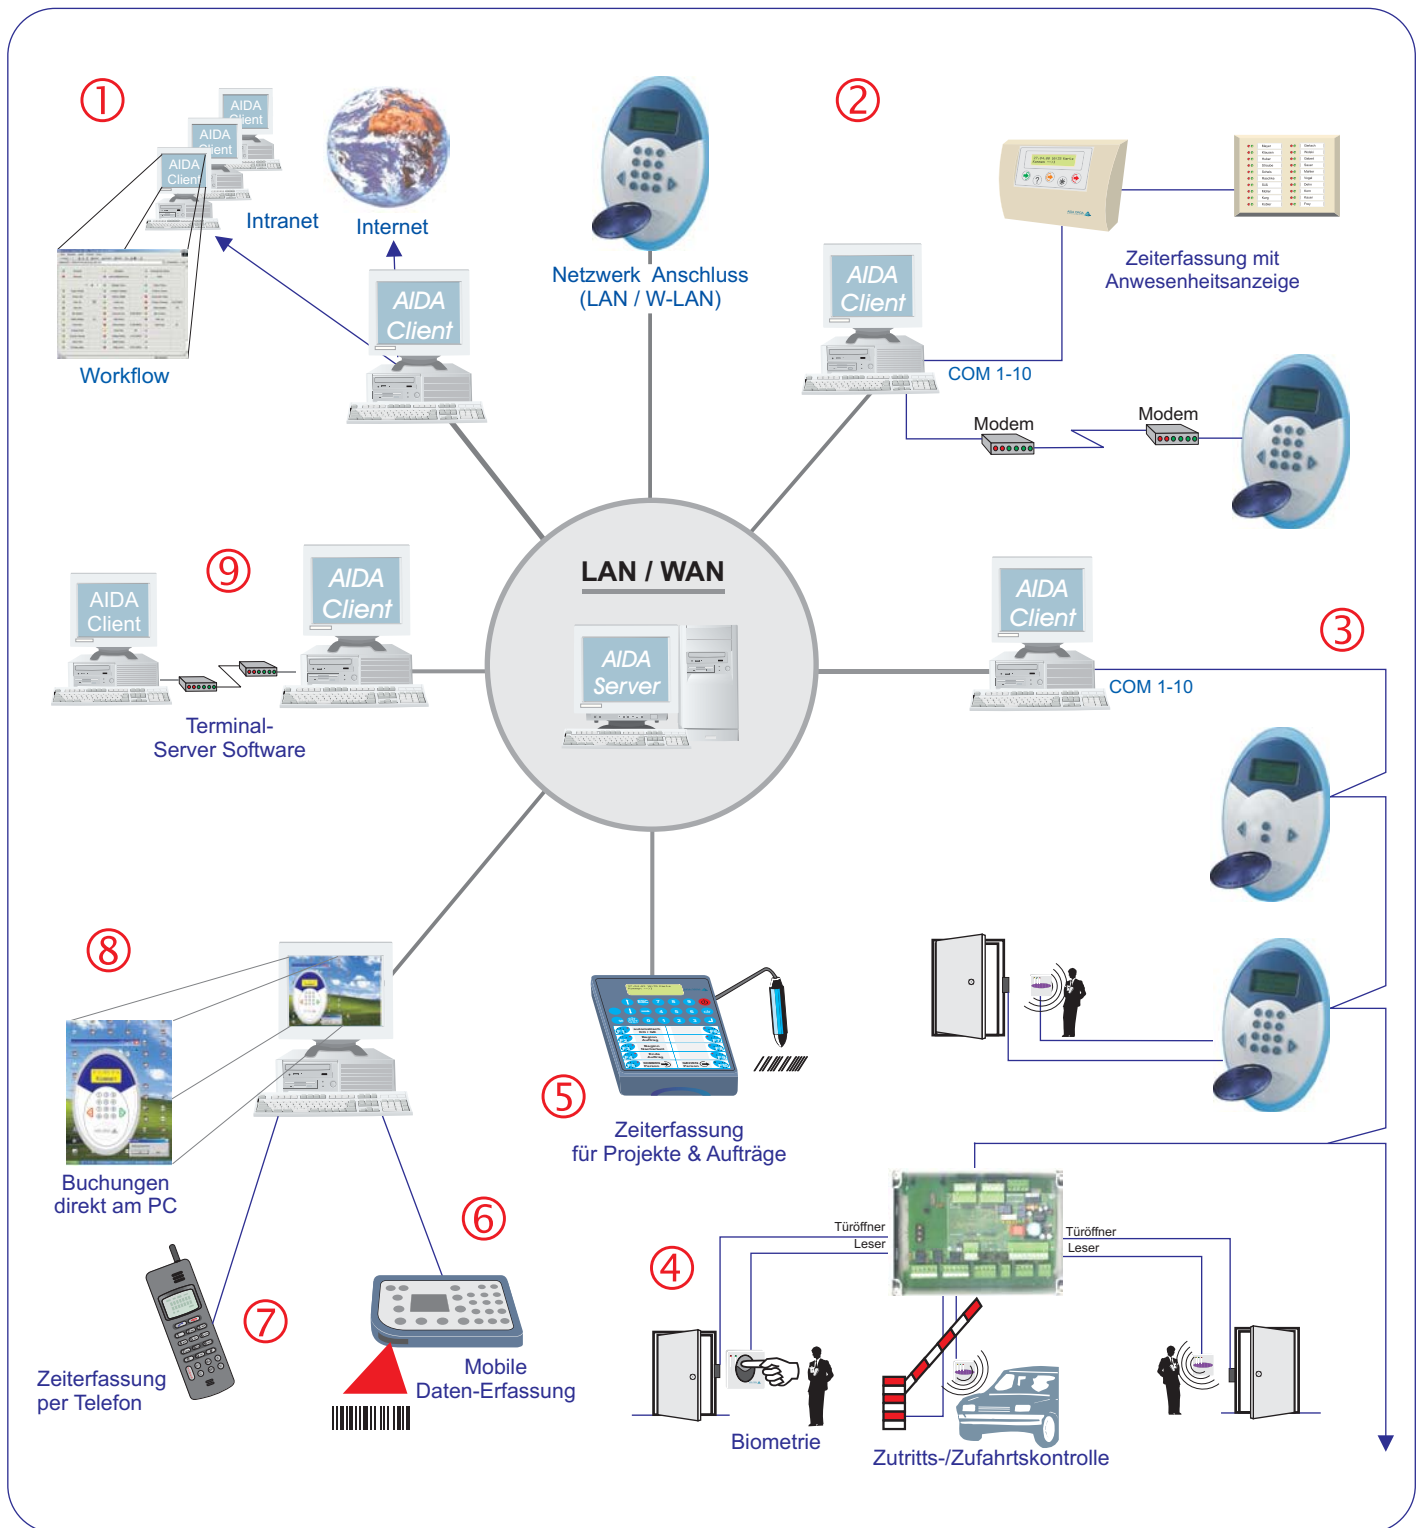 ①
AIDA
Client
AIDA
Client
AIDA
Client
Intranet
Internet
Workflow
AIDA
Client
Netzwerk Anschluss
(LAN / W-LAN)
②
Zeiterfassung mit
Anwesenheitsanzeige
AIDA
Client
COM 1-10
Modem
Modem
LAN / WAN
AIDA
Server
AIDA
Client
COM 1-10
③
⑨
AIDA
Client
AIDA
Client
Terminal-
Server Software
⑧
Buchungen
direkt am PC
⑤
Zeiterfassung
für Projekte & Aufträge
⑥
Mobile
Daten-Erfassung
⑦
Zeiterfassung
per Telefon
④
Türöffner
Leser
Türöffner
Leser
Biometrie
Zutritts-/Zufahrtskontrolle